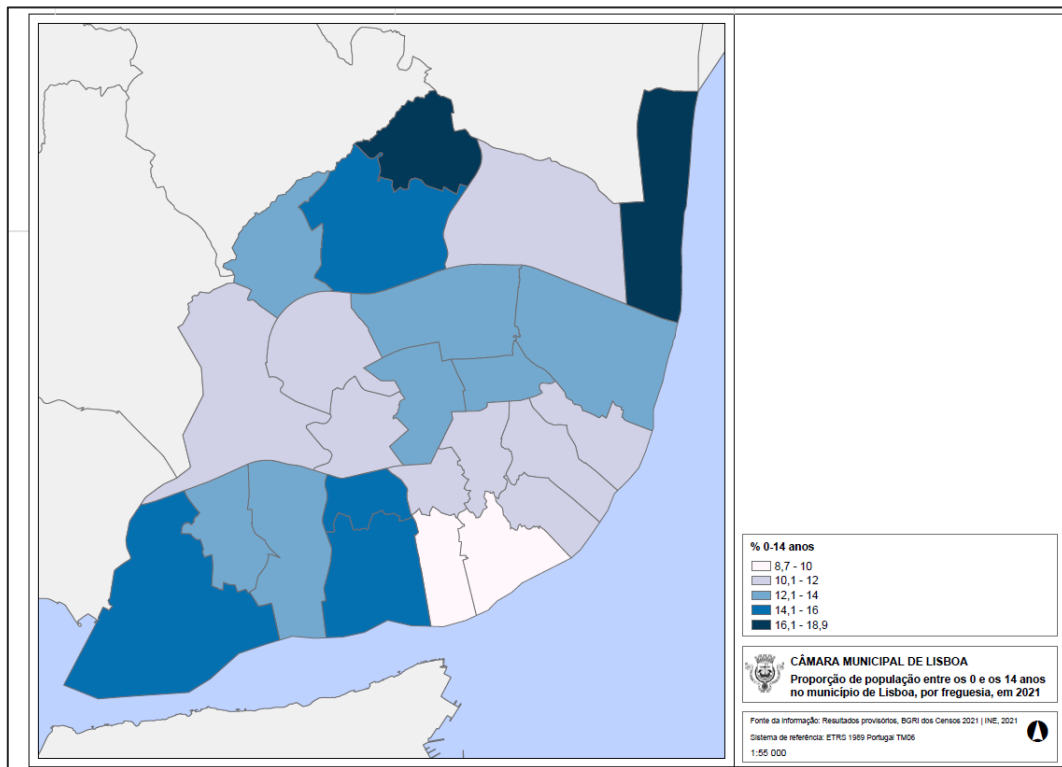 % 0-14 anos
8,7 - 10
10,1 - 12
12,1 - 14
14,1 - 16
16,1 - 18,9
CÂMARA MUNICIPAL DE LISBOA
Proporção de população entre os 0 e os 14 anos
no município de Lisboa, por freguesia, em 2021
Fonte da Informação: Resultados provisórios, BGRI dos Censos 2021 | INE, 2021
Sistema de referência: ETRS 1989 Portugal TM06
1:55 000